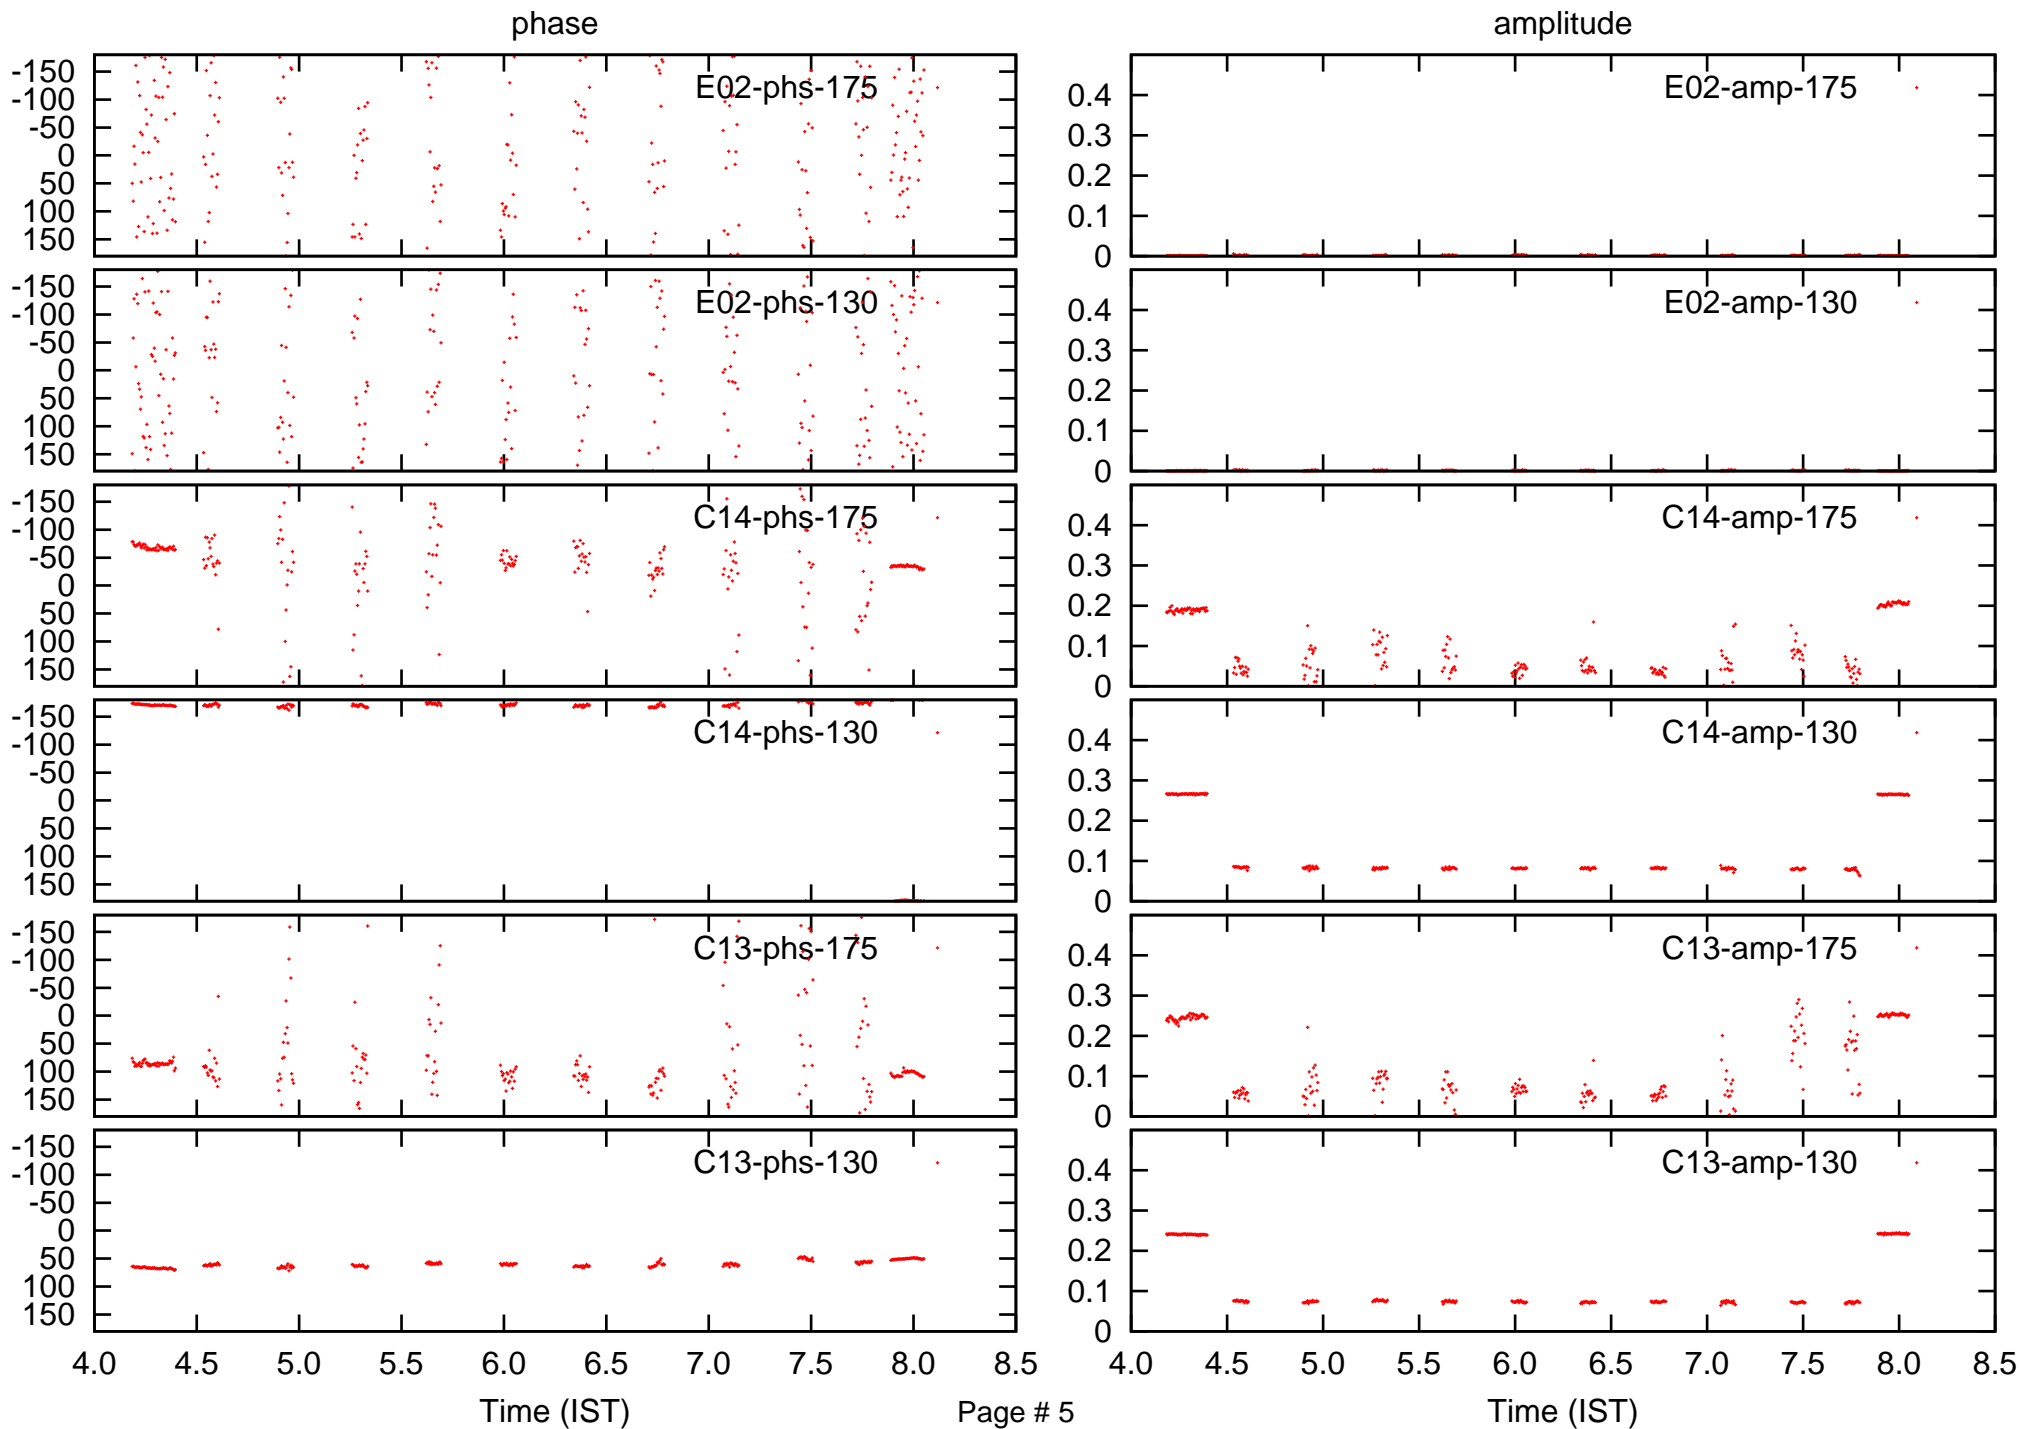 phase amplitude
-150 -100 -50 0 50 100 150 E02-phs-175 0.4 0.3 0.2 0.1 0 E02-amp-175
-150 -100 -50 0 50 100 150 E02-phs-130 0.4 0.3 0.2 0.1 0 E02-amp-130
-150 -100 -50 0 50 100 150 C14-phs-175 0.4 0.3 0.2 0.1 0 C14-amp-175
-150 -100 -50 0 50 100 150 C14-phs-130 0.4 0.3 0.2 0.1 0 C14-amp-130
-150 -100 -50 0 50 100 150 C13-phs-175 0.4 0.3 0.2 0.1 0 C13-amp-175
-150 -100 -50 0 50 100 150 C13-phs-130 0.4 0.3 0.2 0.1 0 C13-amp-130
4.0 4.5 5.0 5.5 6.0 6.5 7.0 7.5 8.0 8.5 4.0 4.5 5.0 5.5 6.0 6.5 7.0 7.5 8.0 8.5
Time (IST) Page # 5 Time (IST)